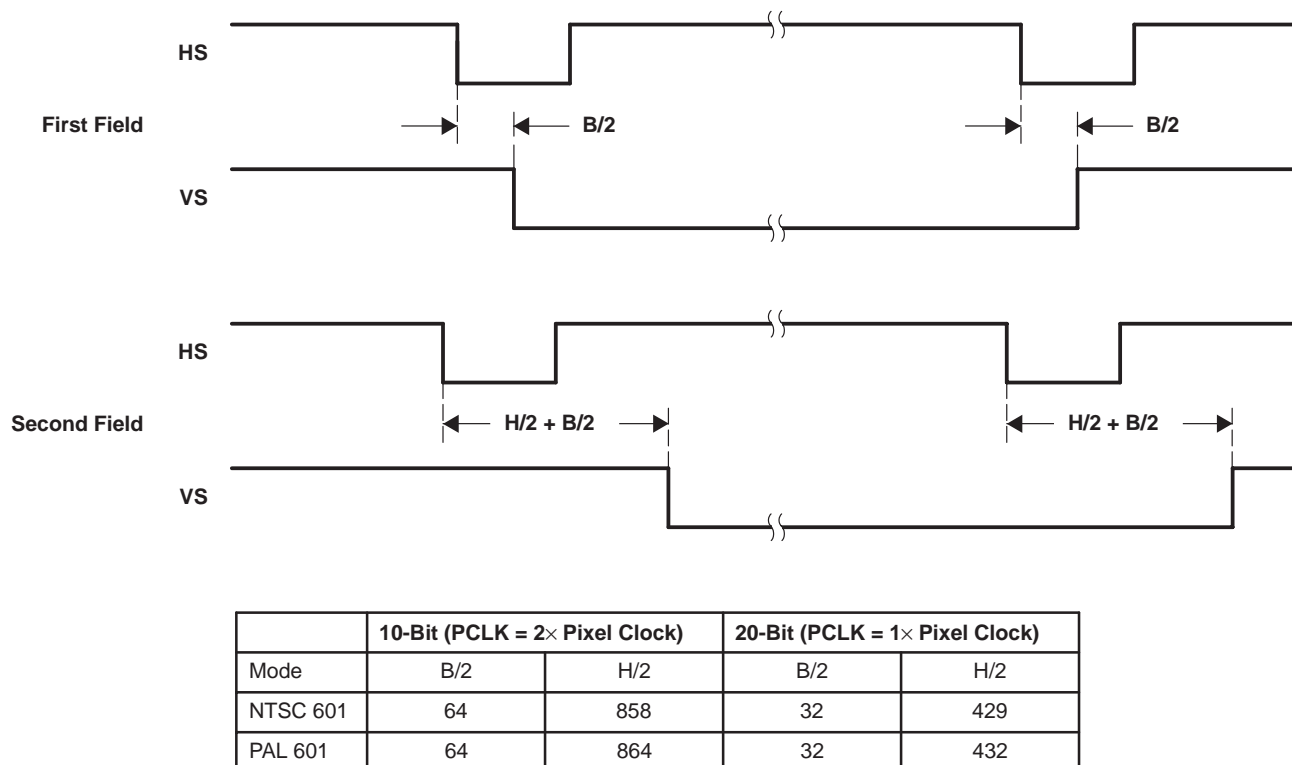 HS
First Field
B/2
B/2
VS
HS
Second Field
H/2 + B/2
H/2 + B/2
VS
10-Bit (PCLK = 2× Pixel Clock) 20-Bit (PCLK = 1× Pixel Clock)
Mode B/2 H/2 B/2 H/2
NTSC 601 64 858 32 429
PAL 601 64 864 32 432